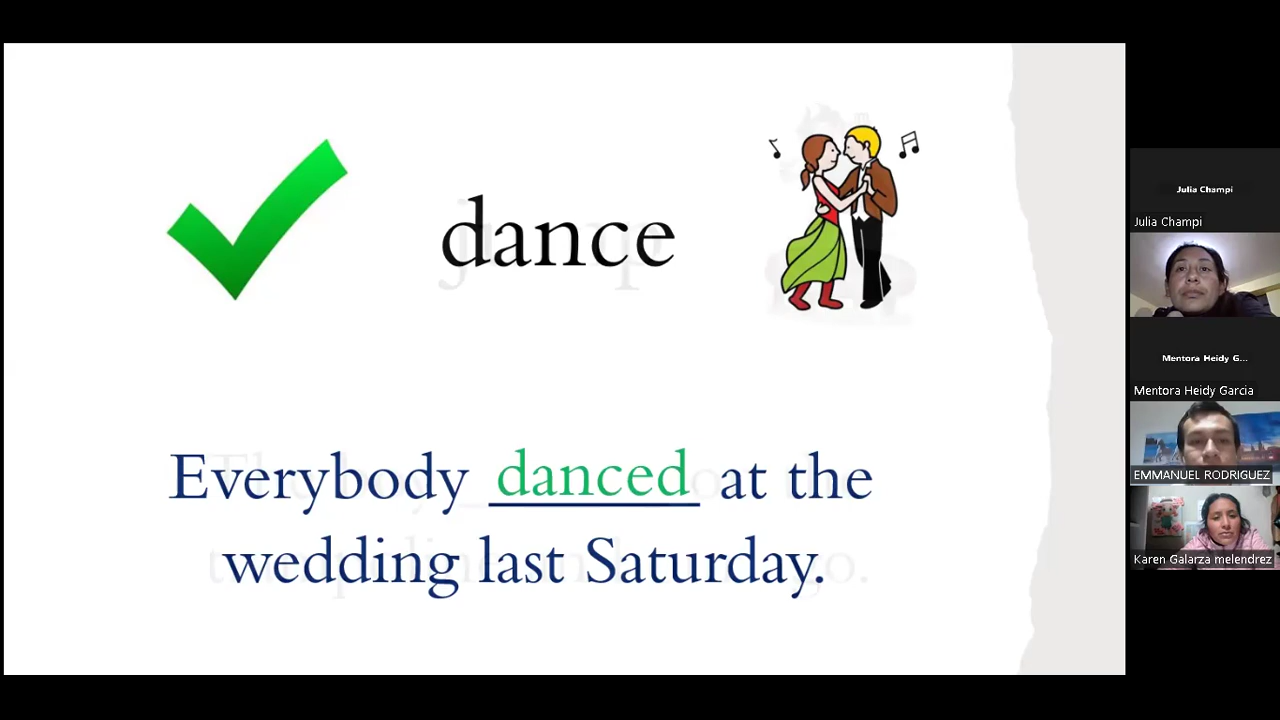 dance
Everybody danced at the
wedding last Saturday.
Julia Champi
Julia Champi
Mentora Heidy G...
Mentora Heidy Garcia
EMMANUEL RODRIGUEZ
Karen Galarza melendrez